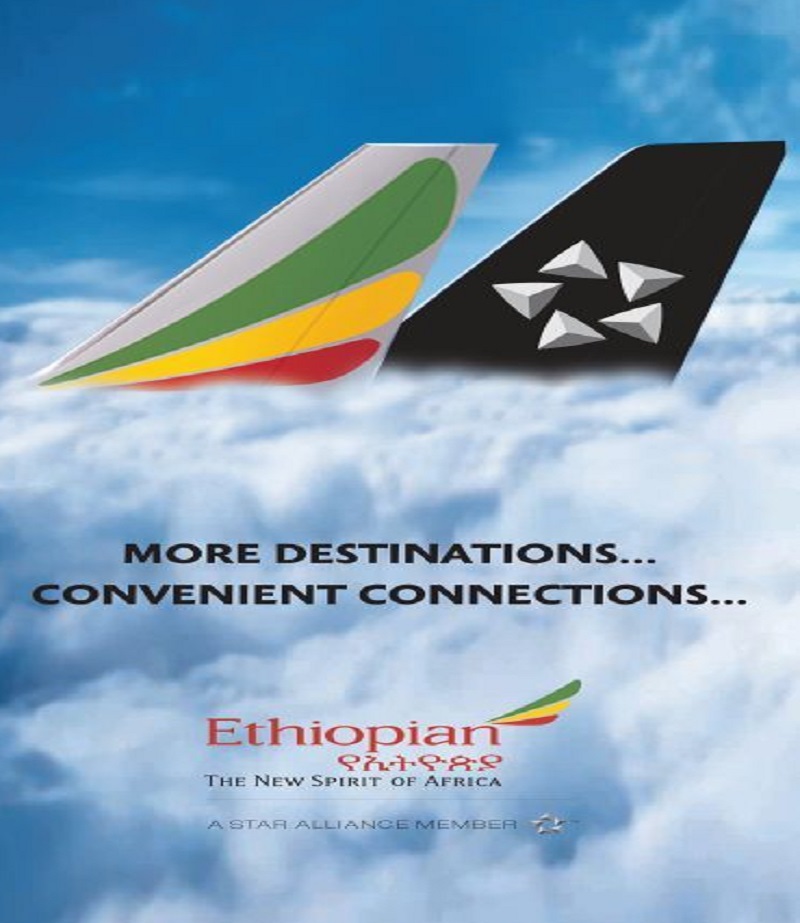 MORE DESTINATIONS...
CONVENIENT CONNECTIONS...
Ethiopian
የኢትዮጵያ
THE NEW SPIRIT OF AFRICA
A STAR ALLIANCE MEMBER